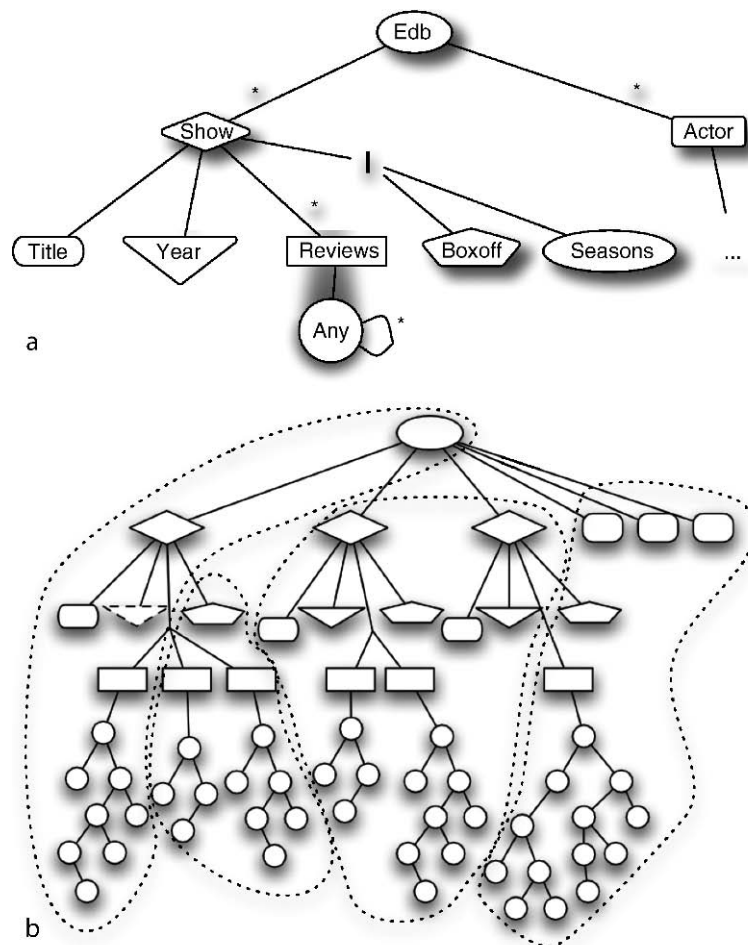 Edb
* *
Show Actor
|
*
Title Year Reviews Boxoff Seasons ...
Any *
a
b